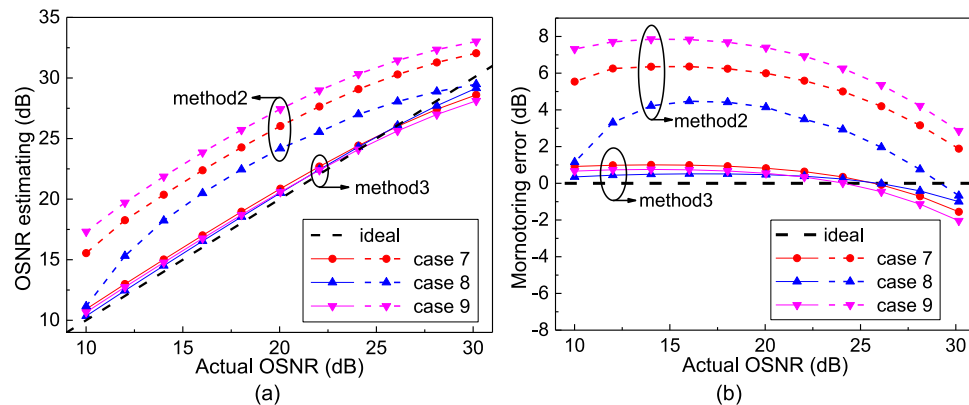 35
30
25
20
15
10
OSNR estimating (dB)
method2
method3
ideal
case 7
case 8
case 9
10
15
20
25
30
Actual OSNR (dB)
(a)
8
6
4
2
0
-2
-4
-6
-8
Mornotoring error (dB)
method2
method3
ideal
case 7
case 8
case 9
10
15
20
25
30
Actual OSNR (dB)
(b)